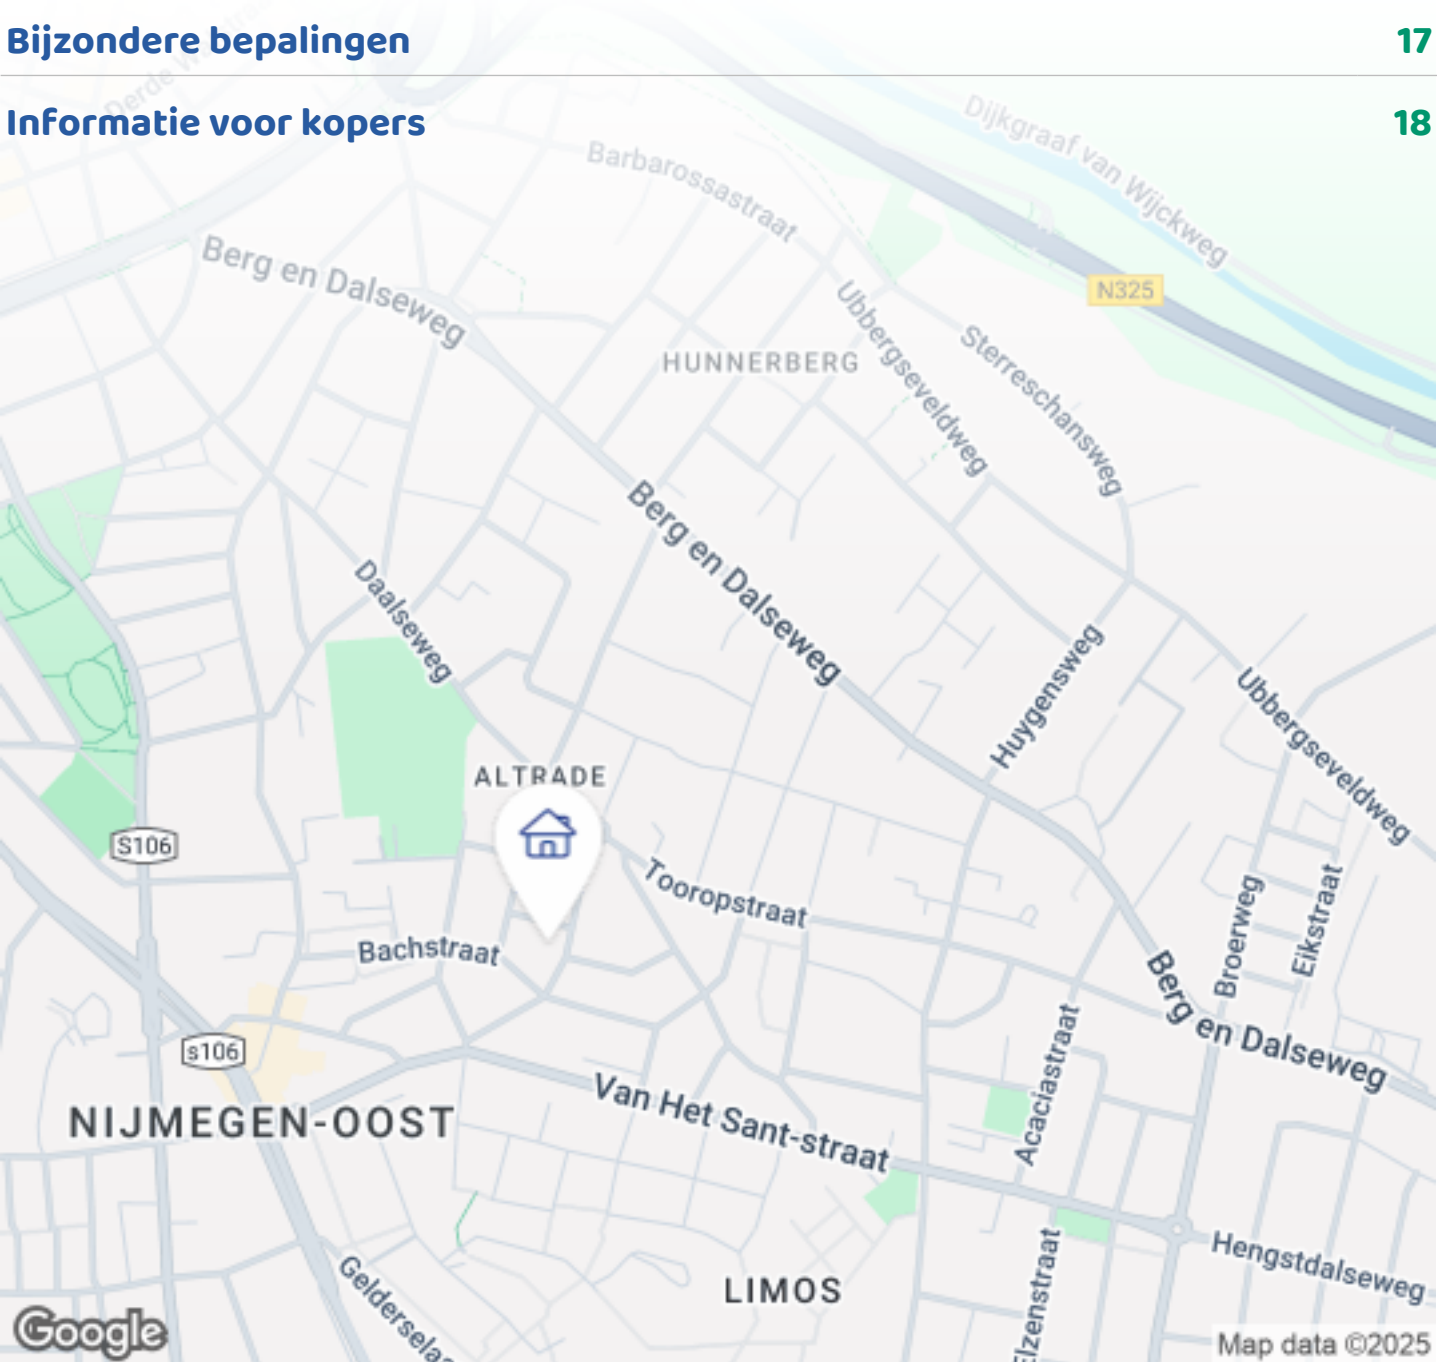 Bijzondere bepalingen 17
Informatie voor kopers 18
Dijkgraaf van Wijckweg
Barbarossastraat
Berg en Dalseweg
N325
Ubbergseveldweg
Sterreschansweg
HUNNERBERG
Berg en Dalseweg
Daalseweg
Huygensweg
Ubbergseveldweg
ALTRADE
S106
Tooropstraat
Broerweg
Eikstraat
Bachstraat
Berg en Dalseweg
s106
Acaciastraat
NIJMEGEN-OOST
Van Het Sant-straat
Hengstdalseweg
Elzenstraat
Geldersela
LIMOS
Google
Map data ©2025